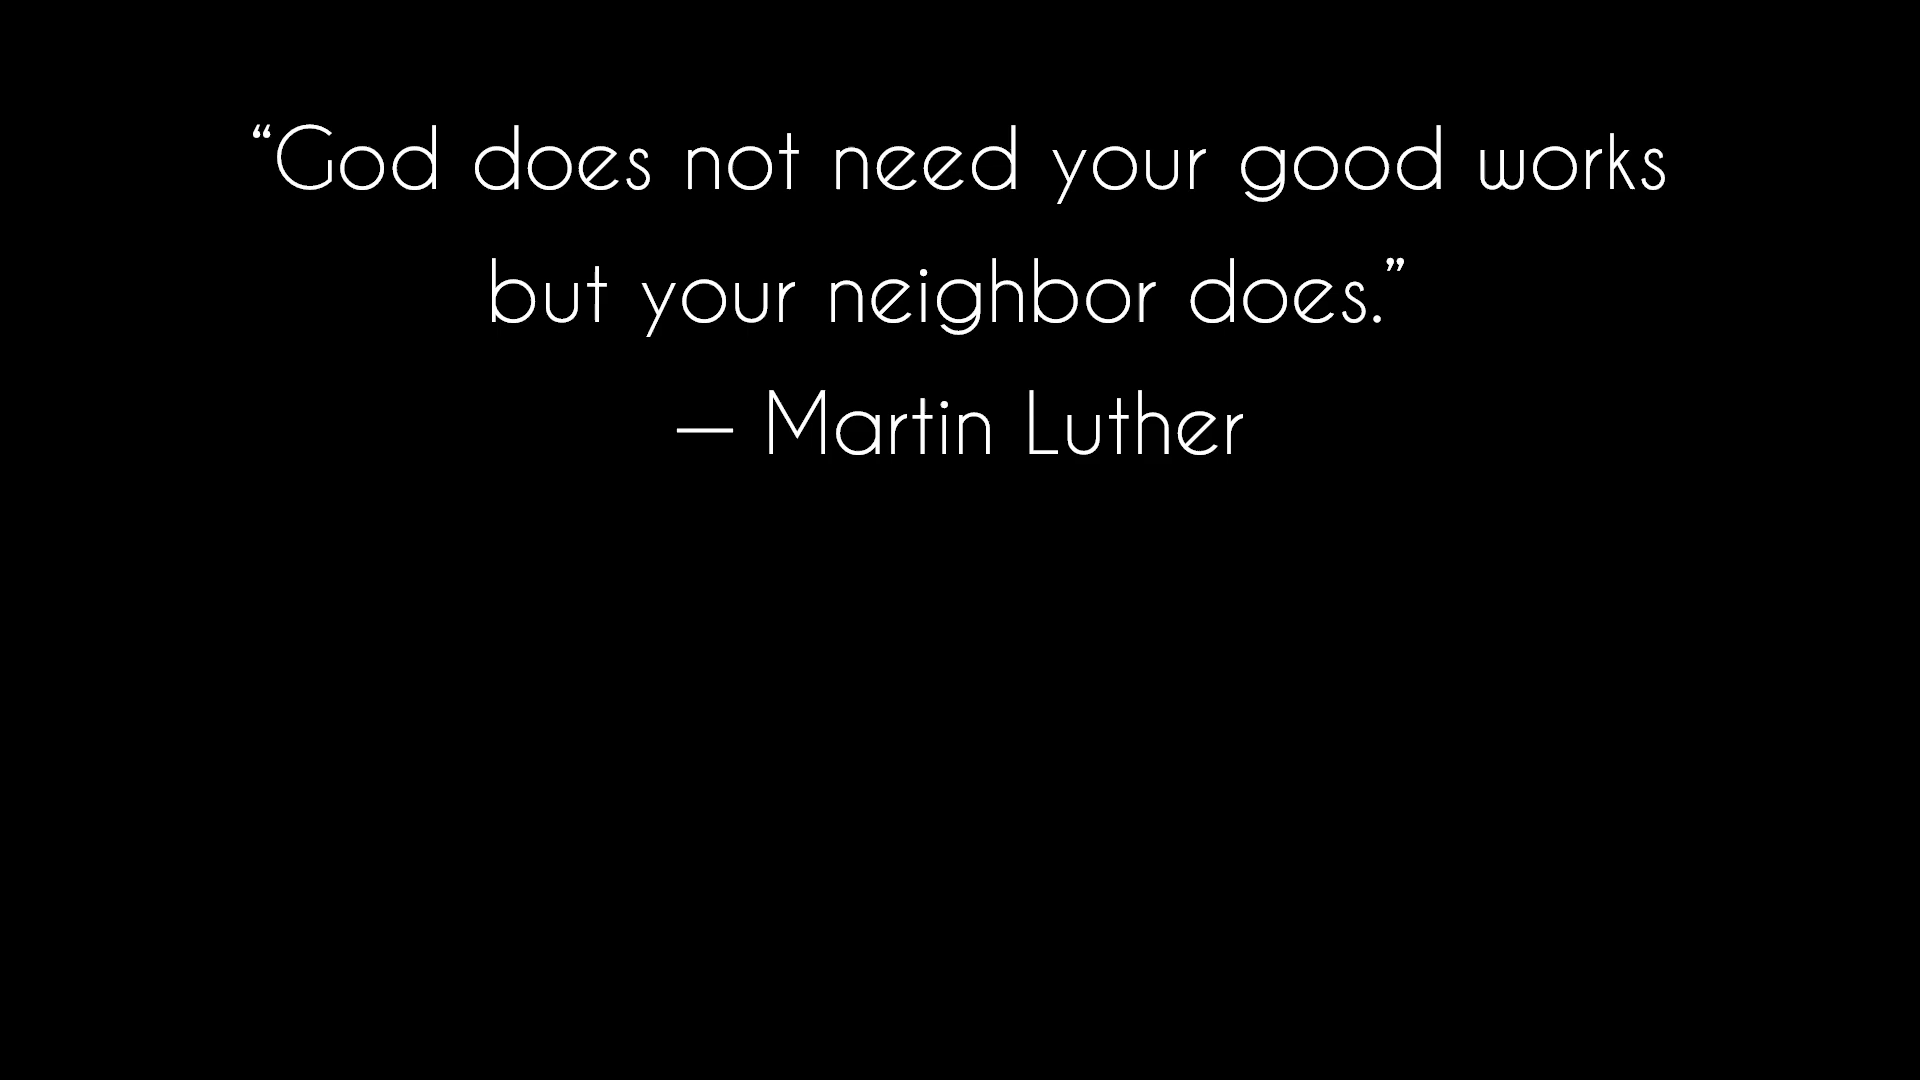 “God does not need your good works
but your neighbor does.”
— Martin Luther